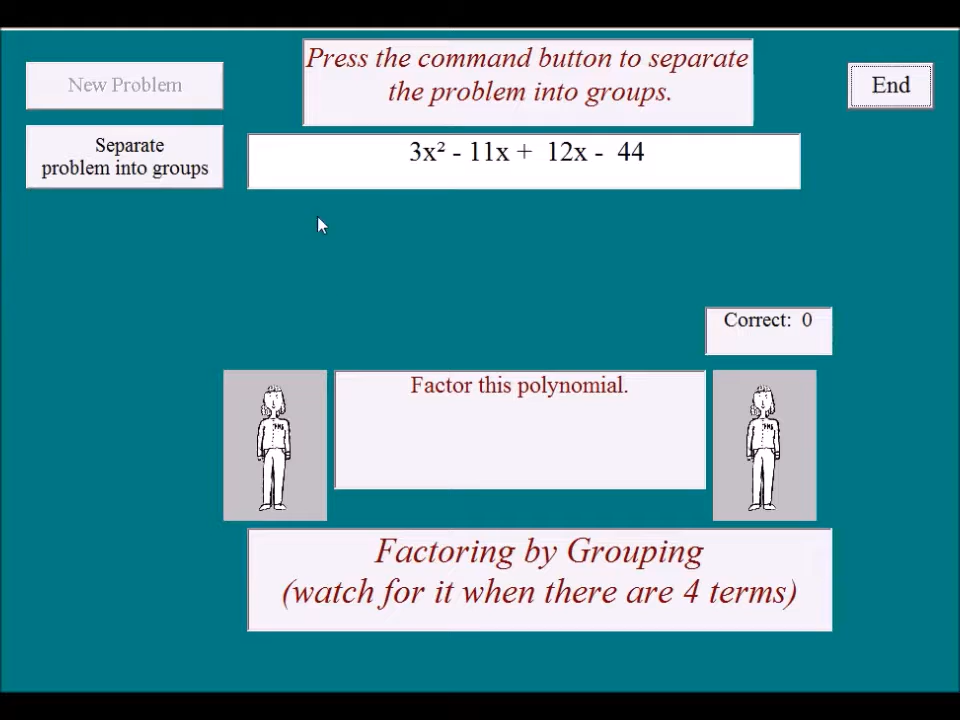 Press the command button to separate
the problem into groups.
New Problem
End
Separate
problem into groups
3x² - 11x + 12x - 44
Correct: 0
Factor this polynomial.
Factoring by Grouping
(watch for it when there are 4 terms)